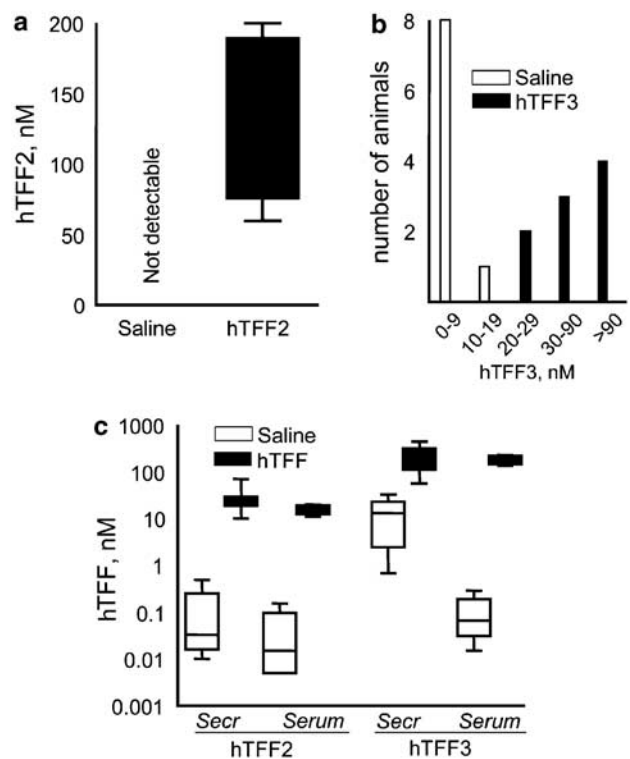 a
200
150
100
50
0
hTFF2, nM
Not detectable
Saline
hTFF2
b
8
6
4
2
number of animals
Saline
hTFF3
0-9
10-19
20-29
30-90
>90
hTFF3, nM
c
1000
100
10
1
0.1
0.01
0.001
hTFF, nM
Saline
hTFF
Secr
Serum
Secr
Serum
hTFF2
hTFF3